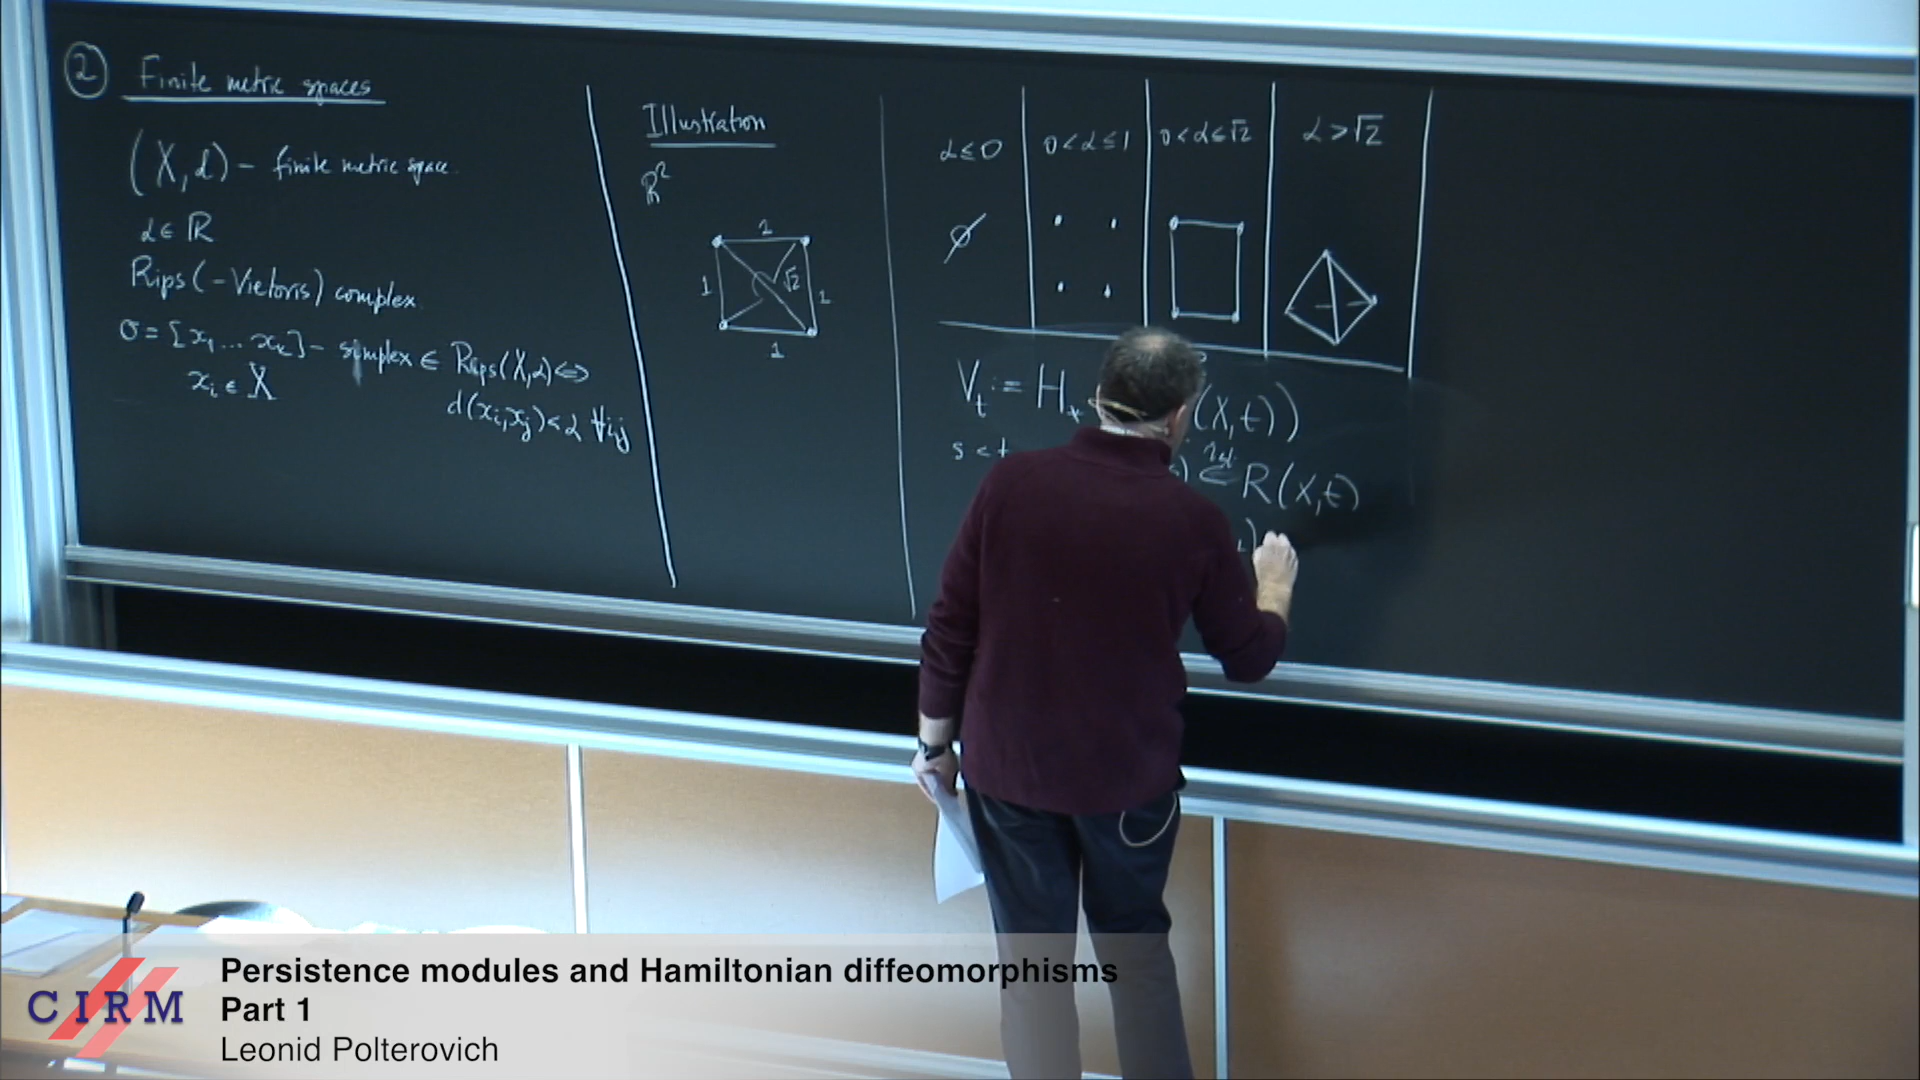 ② Finite metric spaces
(X,d) - finite metric space.
α ∈ ℝ
Rips (-Vietoris) complex.
σ = [x₁ ... xₖ] - simplex ∈ Rips(X,α) ⇔
xᵢ ∈ X
d(xᵢ,xⱼ) < α ∀i,j
Illustration
ℝ²
1
1
√2
1
1
α ≤ 0
0 < α ≤ 1
0 < α ≤ √2
α > √2
∅
Vₜ := H⁎ (X,t))
s < t
R(X,t)
Persistence modules and Hamiltonian diffeomorphisms
Part 1
Leonid Polterovich
CIRM